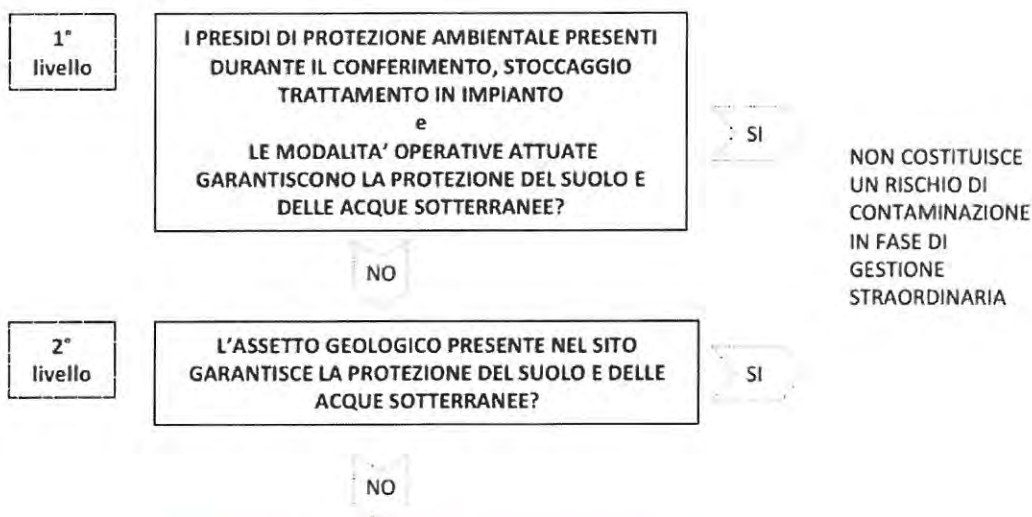 1°
livello
I PRESIDI DI PROTEZIONE AMBIENTALE PRESENTI
DURANTE IL CONFERIMENTO, STOCCAGGIO
TRATTAMENTO IN IMPIANTO
e
LE MODALITA' OPERATIVE ATTUATE
GARANTISCONO LA PROTEZIONE DEL SUOLO E
DELLE ACQUE SOTTERRANEE?
SI
NON COSTITUISCE
UN RISCHIO DI
CONTAMINAZIONE
IN FASE DI
GESTIONE
STRAORDINARIA
NO
2°
livello
L'ASSETTO GEOLOGICO PRESENTE NEL SITO
GARANTISCE LA PROTEZIONE DEL SUOLO E DELLE
ACQUE SOTTERRANEE?
SI
NO